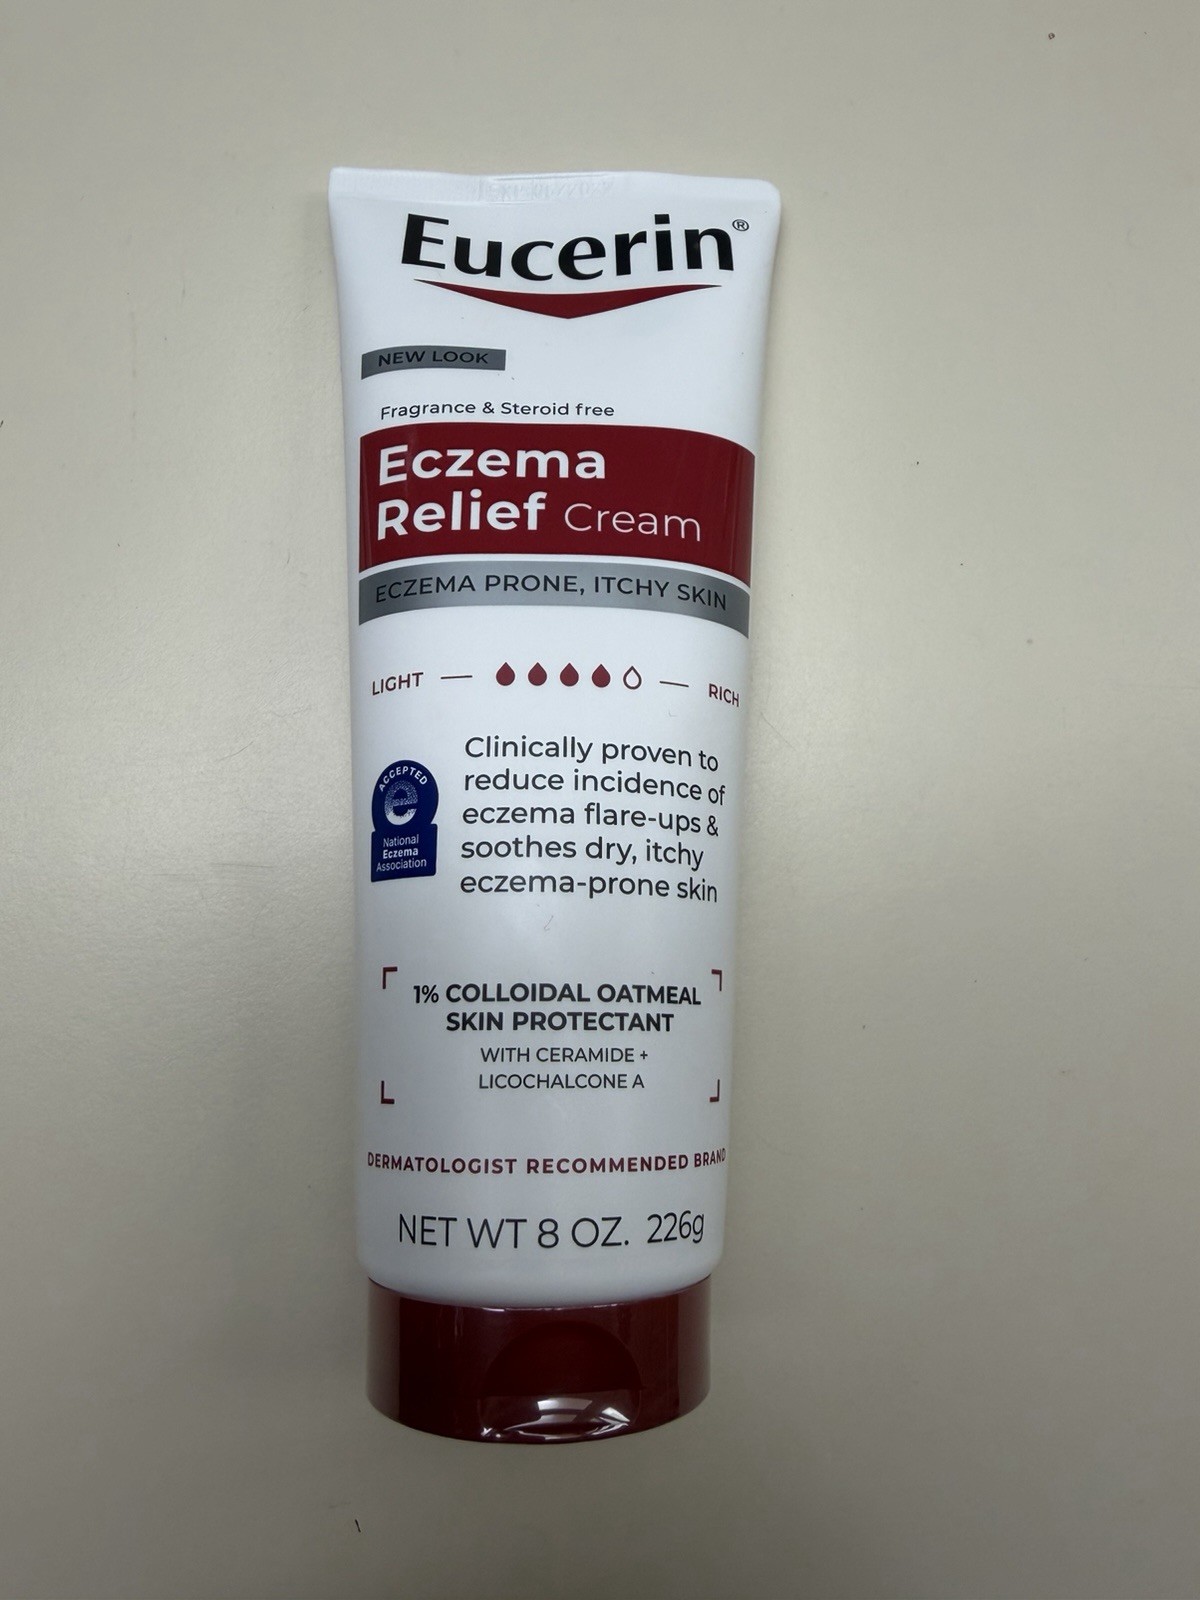 Eucerin®
NEW LOOK
Fragrance & Steroid free
Eczema
Relief Cream
ECZEMA PRONE, ITCHY SKIN
LIGHT
RICH
ACCEPTED
e
National
Eczema
Association
Clinically proven to
reduce incidence of
eczema flare-ups &
soothes dry, itchy
eczema-prone skin
1% COLLOIDAL OATMEAL
SKIN PROTECTANT
WITH CERAMIDE +
LICOCHALCONE A
DERMATOLOGIST RECOMMENDED BRAND
NET WT 8 OZ. 226g